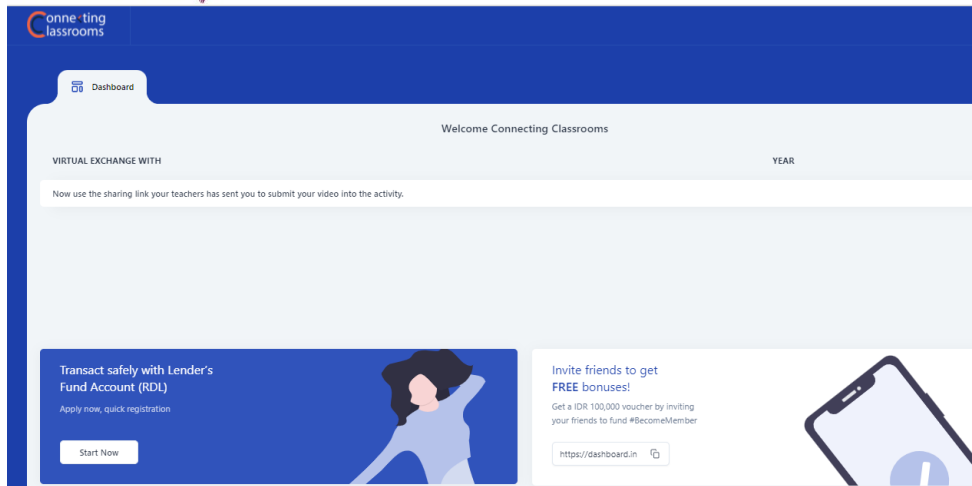 Connecting
Classrooms
Dashboard
Welcome Connecting Classrooms
VIRTUAL EXCHANGE WITH YEAR
Now use the sharing link your teachers has sent you to submit your video into the activity.
Transact safely with Lender's
Fund Account (RDL)
Apply now, quick registration
Start Now
Invite friends to get
FREE bonuses!
Get a IDR 100,000 voucher by inviting
your friends to fund #BecomeMember
https://dashboard.in